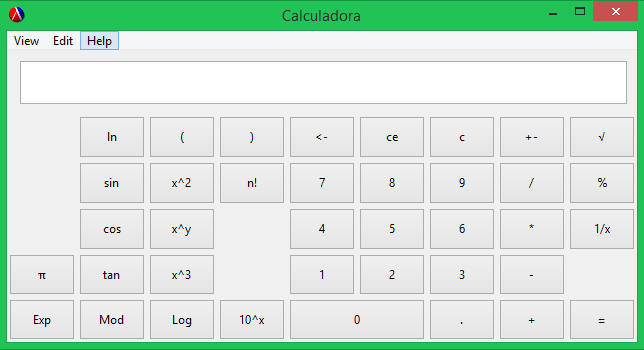 Calculadora
View Edit Help
ln ( ) <- ce c +- √
sin x^2 n! 7 8 9 / %
cos x^y 4 5 6 * 1/x
π tan x^3 1 2 3 -
Exp Mod Log 10^x 0 . + =